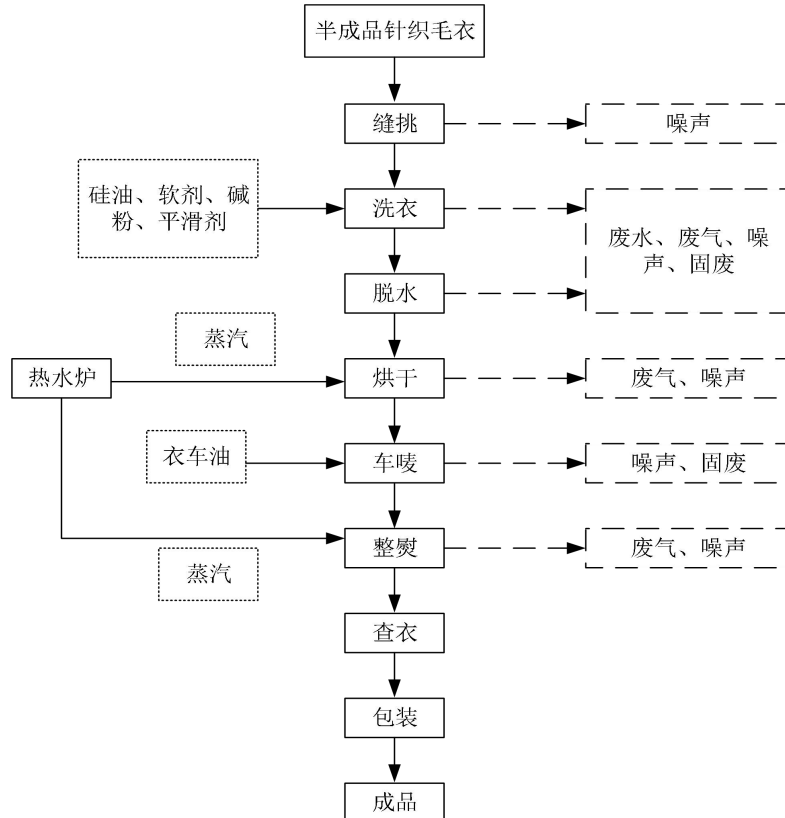 半成品针织毛衣
缝挑
噪声
硅油、软剂、碱
粉、平滑剂
洗衣
废水、废气、噪
声、固废
脱水
蒸汽
热水炉
烘干
废气、噪声
衣车油
车唛
噪声、固废
整熨
废气、噪声
蒸汽
查衣
包装
成品